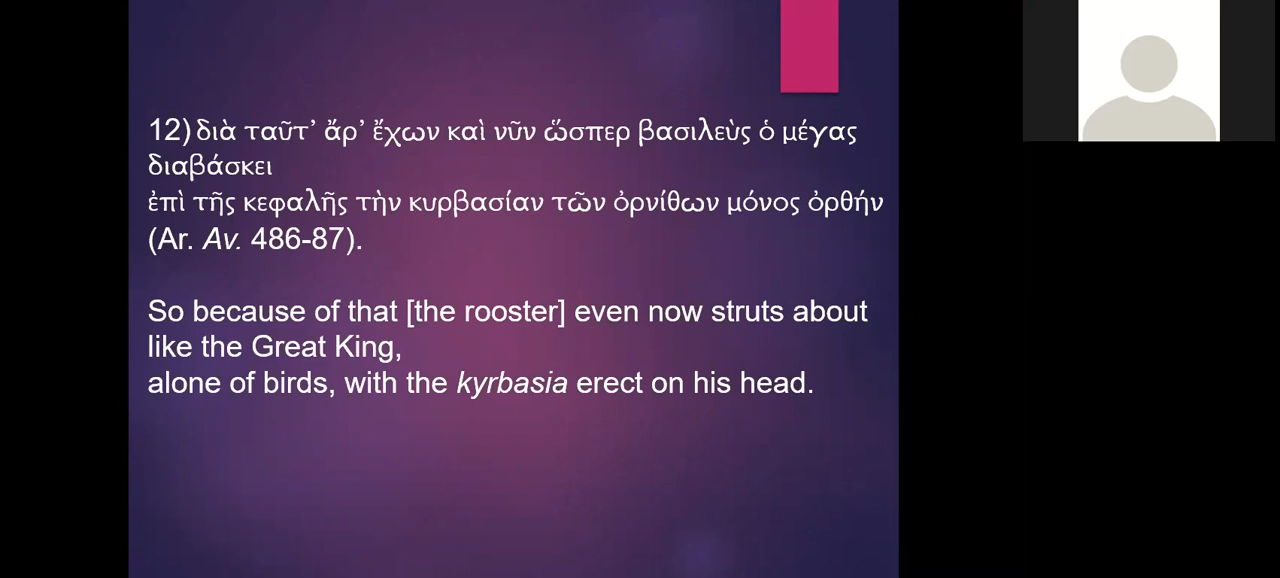 12) διὰ ταῦτ’ ἄρ’ ἔχων καὶ νῦν ὥσπερ βασιλεὺς ὁ μέγας
διαβάσκει
ἐπὶ τῆς κεφαλῆς τὴν κυρβασίαν τῶν ὀρνίθων μόνος ὀρθήν
(Ar. Av. 486-87).
So because of that [the rooster] even now struts about
like the Great King,
alone of birds, with the kyrbasia erect on his head.